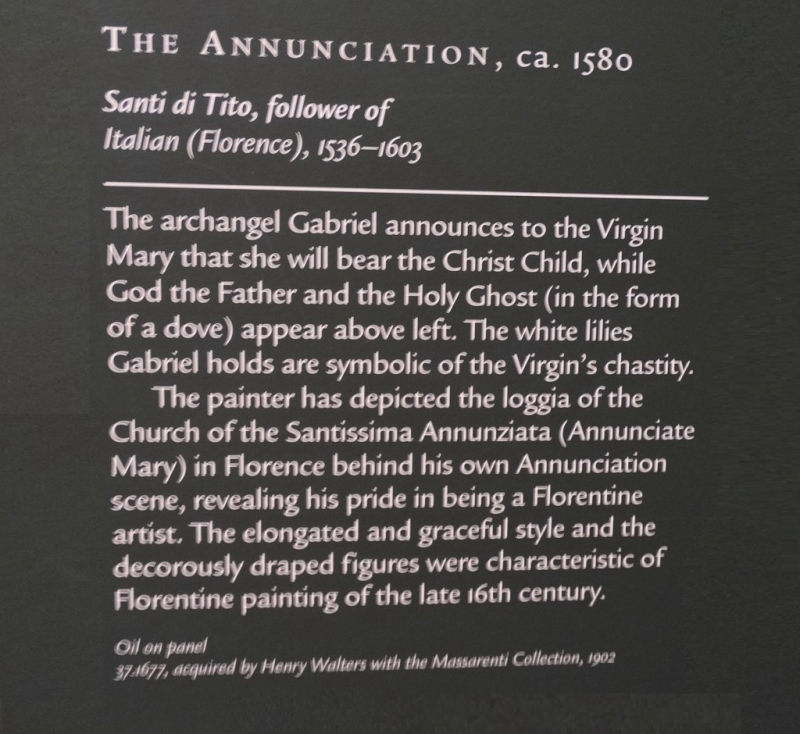 THE ANNUNCIATION, ca. 1580
Santi di Tito, follower of
Italian (Florence), 1536–1603
The archangel Gabriel announces to the Virgin
Mary that she will bear the Christ Child, while
God the Father and the Holy Ghost (in the form
of a dove) appear above left. The white lilies
Gabriel holds are symbolic of the Virgin's chastity.
The painter has depicted the loggia of the
Church of the Santissima Annunziata (Annunciate
Mary) in Florence behind his own Annunciation
scene, revealing his pride in being a Florentine
artist. The elongated and graceful style and the
decorously draped figures were characteristic of
Florentine painting of the late 16th century.
Oil on panel
37.1677, acquired by Henry Walters with the Massarenti Collection, 1902